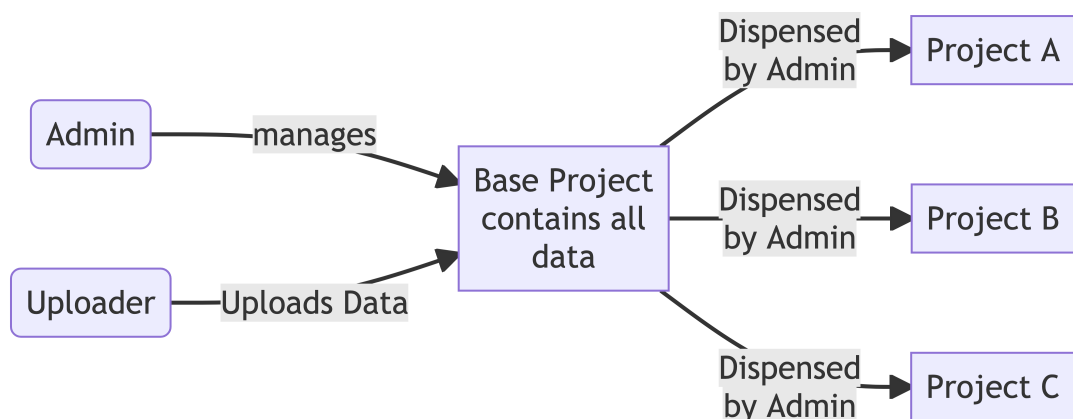 Admin
manages
Uploader
Uploads Data
Base Project
contains all
data
Dispensed
by Admin
Project A
Dispensed
by Admin
Project B
Dispensed
by Admin
Project C